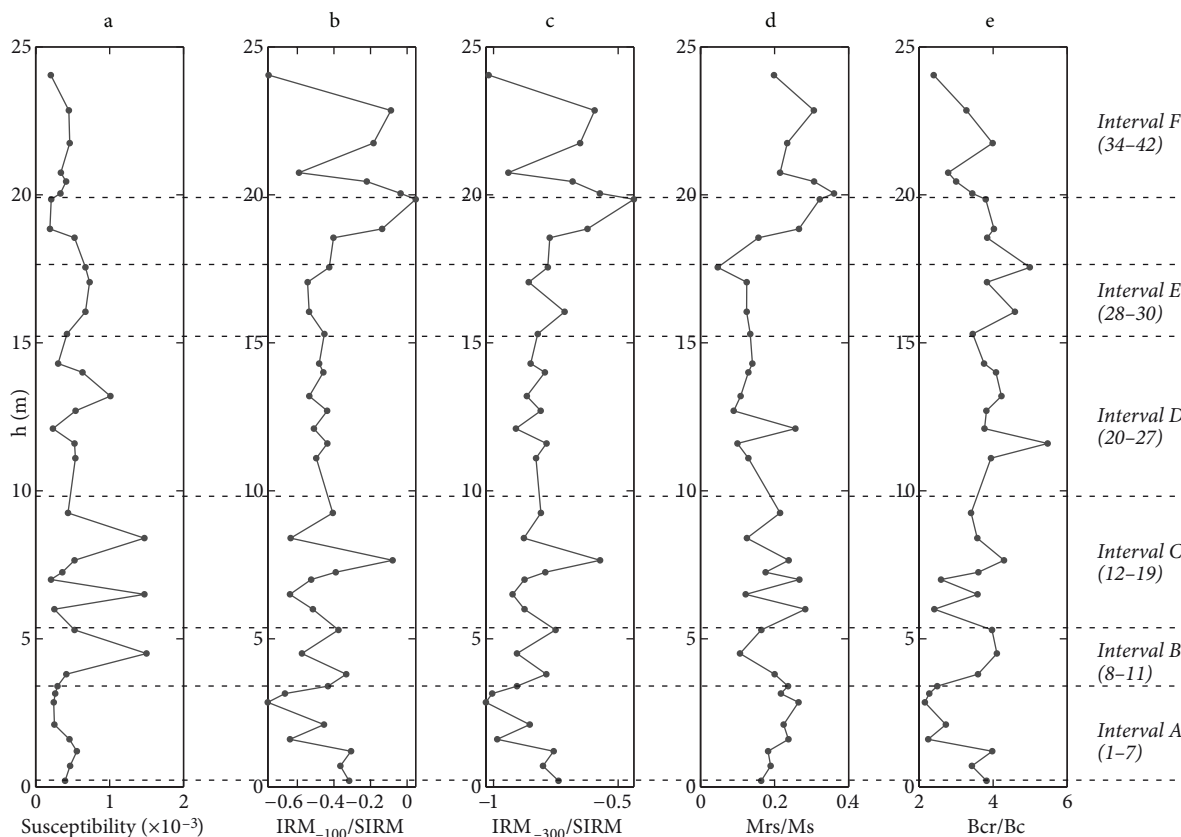 a b c d e
25 25 25 25 25
Interval F
(34–42)
20 20 20 20 20
Interval E
(28–30)
15 15 15 15 15
h (m)
Interval D
(20–27)
10 10 10 10 10
Interval C
(12–19)
5 5 5 5 5
Interval B
(8–11)
Interval A
(1–7)
0 0 0 0 0
0 1 2 −0.6 −0.4 −0.2 0 −1 −0.5 0 0.2 0.4 2 4 6
Susceptibility (×10−3) IRM−100/SIRM IRM−300/SIRM Mrs/Ms Bcr/Bc